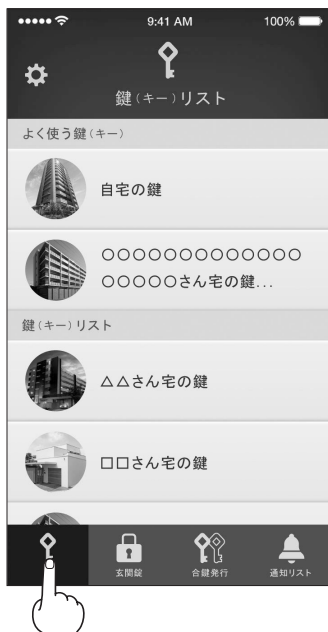 9:41 AM
100%
鍵(キー)リスト
よく使う鍵(キー)
自宅の鍵
○○○○○○○○○○○○○
○○○○○さん宅の鍵...
鍵(キー)リスト
△△さん宅の鍵
□□さん宅の鍵
玄関錠
合鍵発行
通知リスト